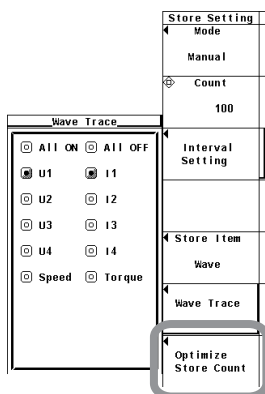 Store Setting
Mode
Manual
Count
100
Interval
Setting
Store Item
Wave
Wave Trace
Optimize
Store Count
Wave Trace
All ON All OFF
U1 I1
U2 I2
U3 I3
U4 I4
Speed Torque